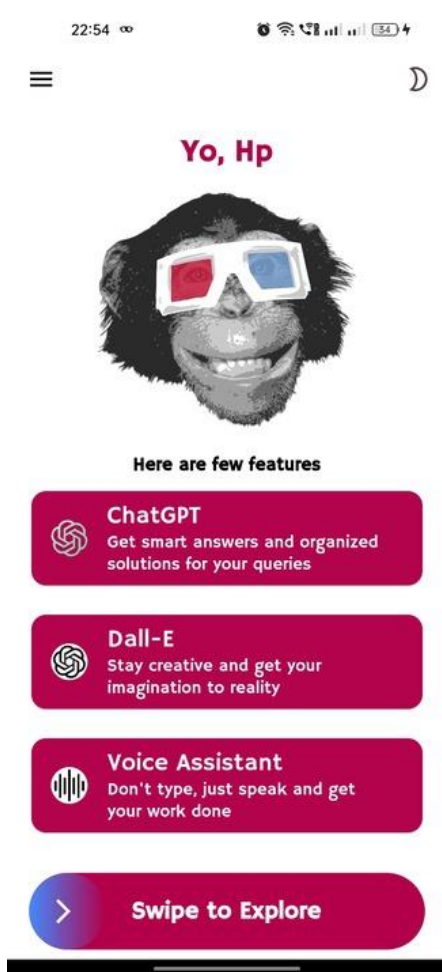 22:54
34
Yo, Hp
Here are few features
ChatGPT
Get smart answers and organized
solutions for your queries
Dall-E
Stay creative and get your
imagination to reality
Voice Assistant
Don't type, just speak and get
your work done
Swipe to Explore